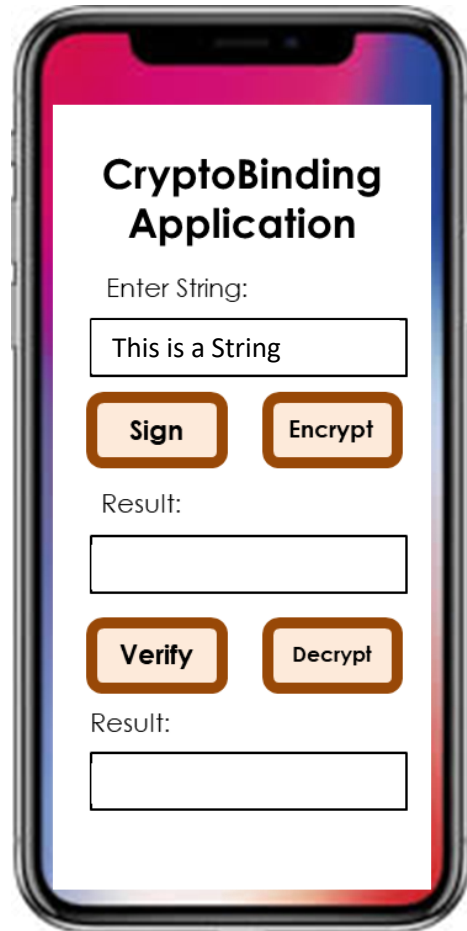 CryptoBinding
Application
Enter String:
This is a String
Sign Encrypt
Result:
Verify Decrypt
Result: